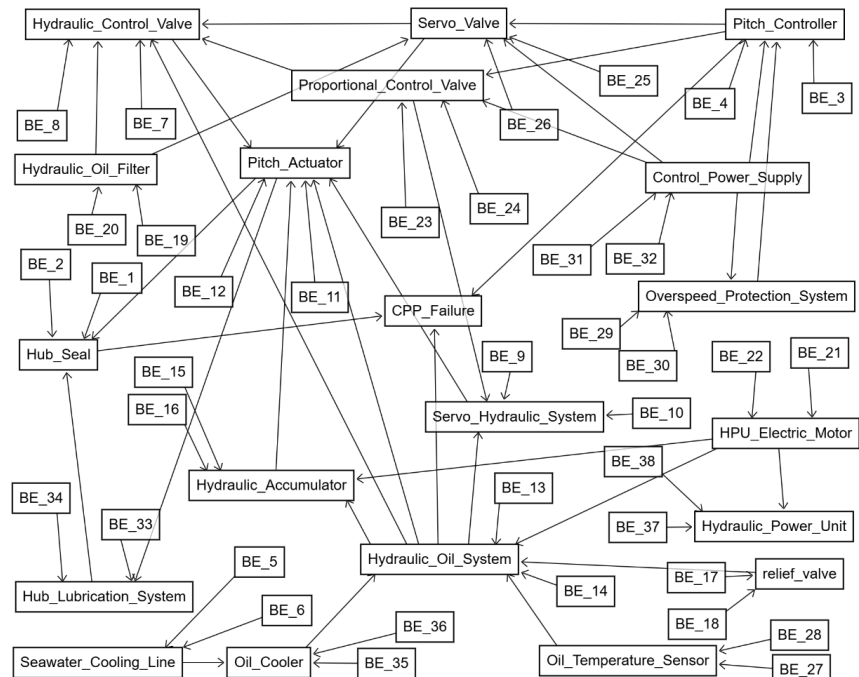 Hydraulic_Control_Valve
Servo_Valve
Pitch_Controller
BE_25
BE_4
BE_3
Proportional_Control_Valve
BE_8
BE_7
BE_26
Hydraulic_Oil_Filter
Pitch_Actuator
Control_Power_Supply
BE_23
BE_24
BE_20
BE_19
BE_31
BE_32
BE_2
BE_1
BE_12
BE_11
CPP_Failure
Overspeed_Protection_System
BE_29
BE_30
Hub_Seal
BE_9
BE_22
BE_21
BE_15
BE_16
Servo_Hydraulic_System
BE_10
HPU_Electric_Motor
BE_38
Hydraulic_Accumulator
BE_13
BE_34
BE_33
BE_37
Hydraulic_Power_Unit
BE_5
Hydraulic_Oil_System
BE_17
relief_valve
BE_14
Hub_Lubrication_System
BE_6
BE_18
BE_36
BE_28
Seawater_Cooling_Line
Oil_Cooler
BE_35
Oil_Temperature_Sensor
BE_27